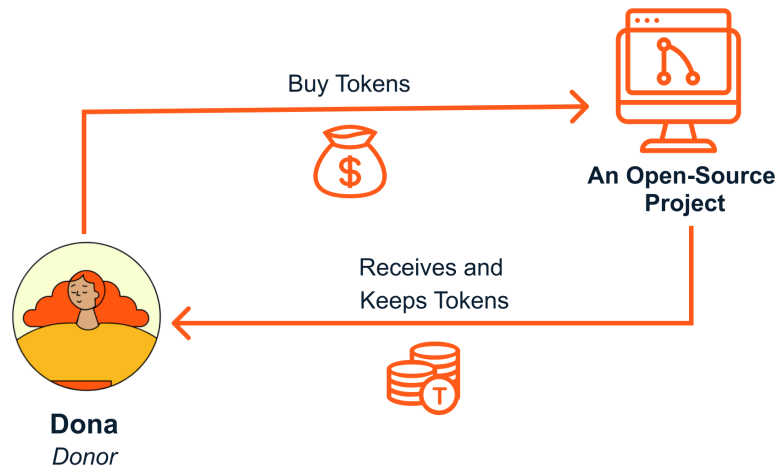 Buy Tokens
$
An Open-Source
Project
Receives and
Keeps Tokens
T
Dona
Donor